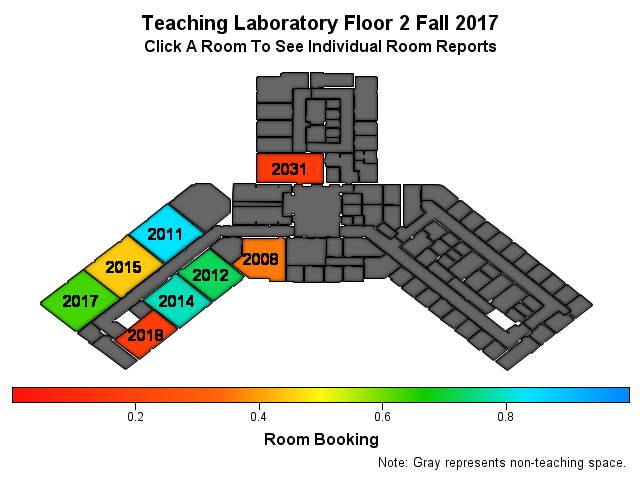 Teaching Laboratory Floor 2 Fall 2017
Click A Room To See Individual Room Reports
2031
2011
2015
2008
2012
2017
2014
2018
0.2 0.4 0.6 0.8
Room Booking
Note: Gray represents non-teaching space.